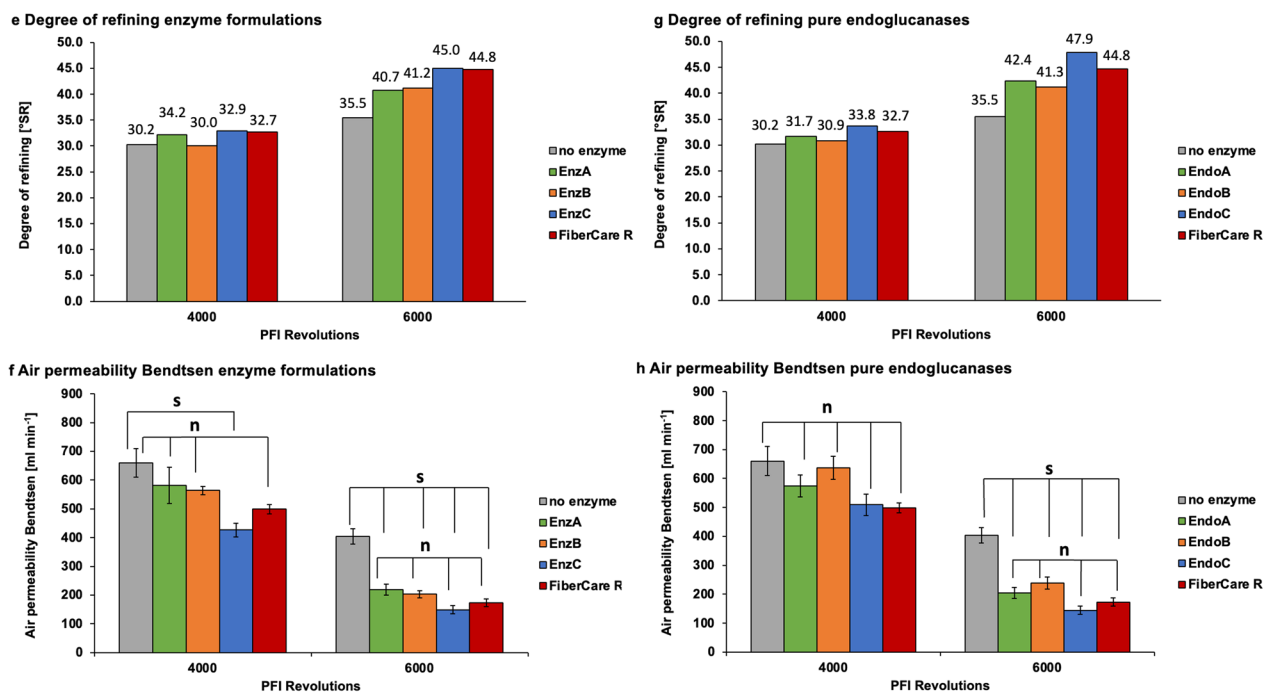 e Degree of refining enzyme formulations
Degree of refining [°SR]
50.0
45.0
40.0
35.0
30.0
25.0
20.0
15.0
10.0
5.0
0.0
30.2
34.2
30.0
32.9
32.7
35.5
40.7
41.2
45.0
44.8
4000
6000
PFI Revolutions
no enzyme
EnzA
EnzB
EnzC
FiberCare R
g Degree of refining pure endoglucanases
Degree of refining [°SR]
50.0
45.0
40.0
35.0
30.0
25.0
20.0
15.0
10.0
5.0
0.0
30.2
31.7
30.9
33.8
32.7
35.5
42.4
41.3
47.9
44.8
4000
6000
PFI Revolutions
no enzyme
EndoA
EndoB
EndoC
FiberCare R
f Air permeability Bendtsen enzyme formulations
Air permeability Bendtsen [ml min⁻¹]
900
800
700
600
500
400
300
200
100
0
s
n
s
n
4000
6000
PFI Revolutions
no enzyme
EnzA
EnzB
EnzC
FiberCare R
h Air permeability Bendtsen pure endoglucanases
Air permeability Bendtsen [ml min⁻¹]
900
800
700
600
500
400
300
200
100
0
n
s
n
4000
6000
PFI Revolutions
no enzyme
EndoA
EndoB
EndoC
FiberCare R